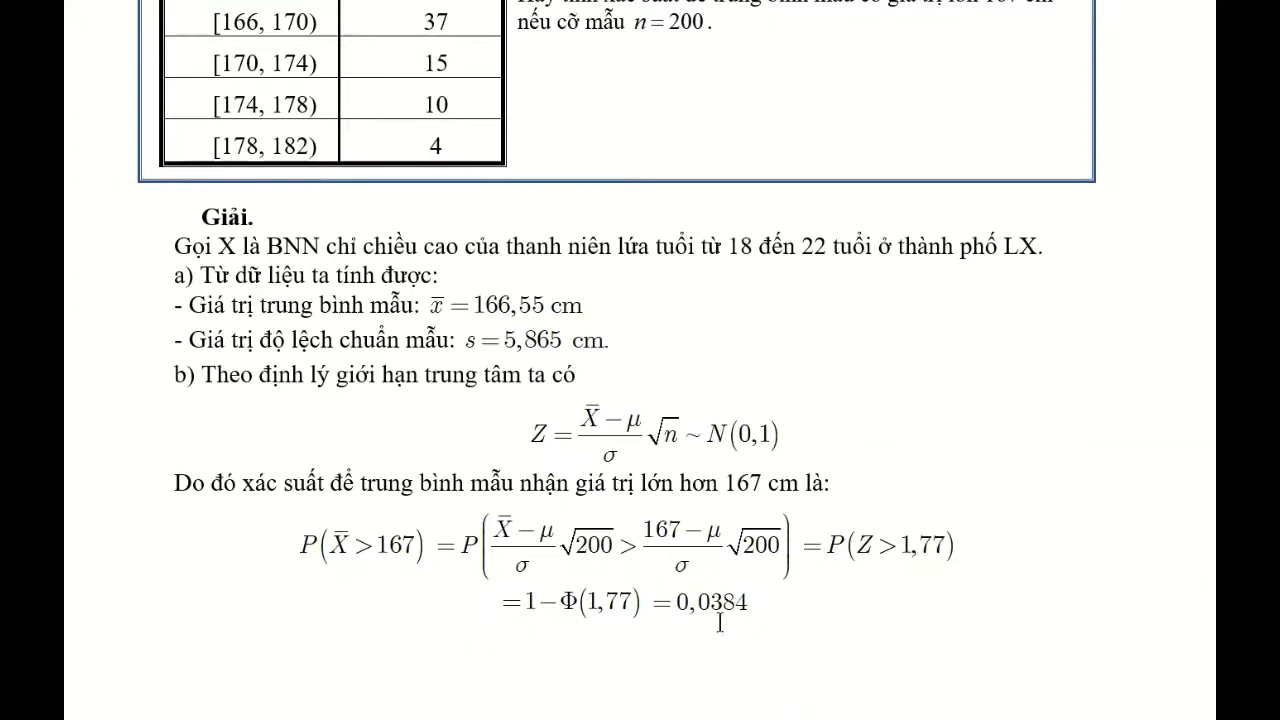 [166, 170) 37
nếu cỡ mẫu n = 200.
[170, 174) 15
[174, 178) 10
[178, 182) 4
Giải.
Gọi X là BNN chỉ chiều cao của thanh niên lứa tuổi từ 18 đến 22 tuổi ở thành phố LX.
a) Từ dữ liệu ta tính được:
- Giá trị trung bình mẫu: x̅ = 166,55 cm
- Giá trị độ lệch chuẩn mẫu: s = 5,865 cm.
b) Theo định lý giới hạn trung tâm ta có
Z = (X̅ − μ)/σ √n ~ N(0,1)
Do đó xác suất để trung bình mẫu nhận giá trị lớn hơn 167 cm là:
P(X̅ > 167) = P((X̅ − μ)/σ √200 > (167 − μ)/σ √200) = P(Z > 1,77)
= 1 − Φ(1,77) = 0,0384